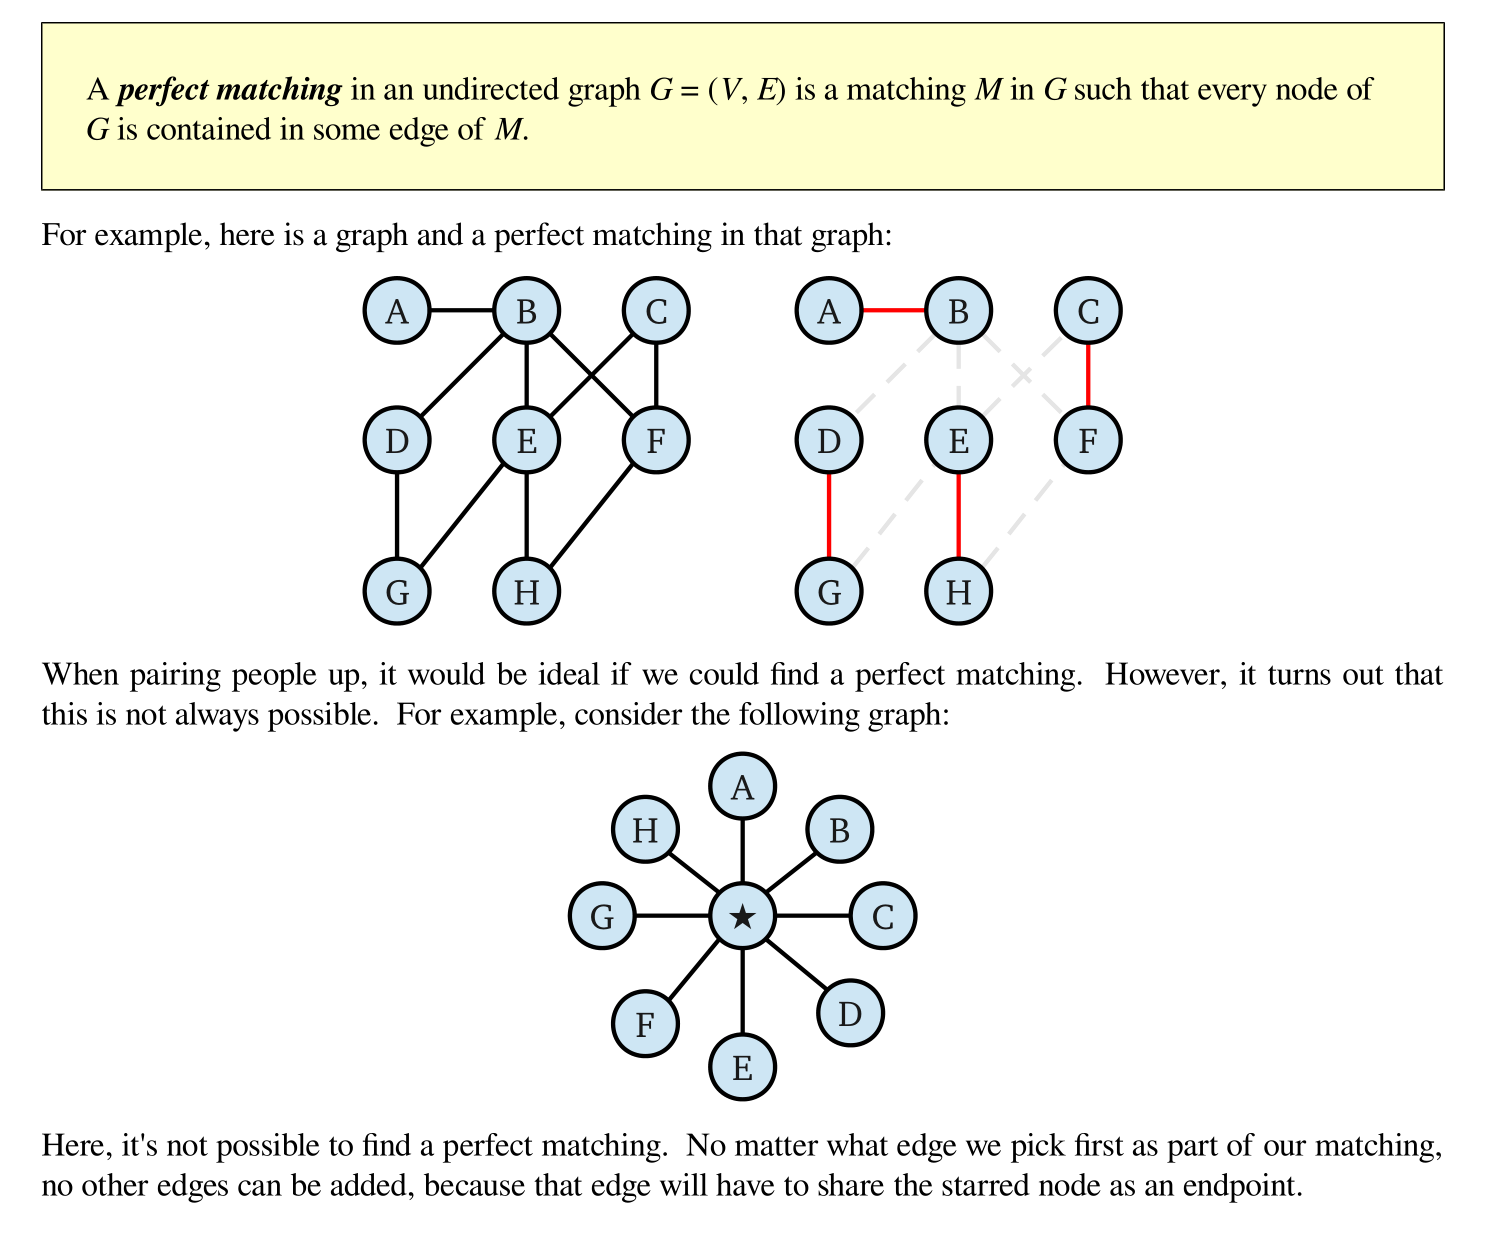 A perfect matching in an undirected graph G = (V, E) is a matching M in G such that every node of
G is contained in some edge of M.
For example, here is a graph and a perfect matching in that graph:
A B C A B C
D E F D E F
G H G H
When pairing people up, it would be ideal if we could find a perfect matching. However, it turns out that
this is not always possible. For example, consider the following graph:
A
H B
G ★ C
F D
E
Here, it's not possible to find a perfect matching. No matter what edge we pick first as part of our matching,
no other edges can be added, because that edge will have to share the starred node as an endpoint.